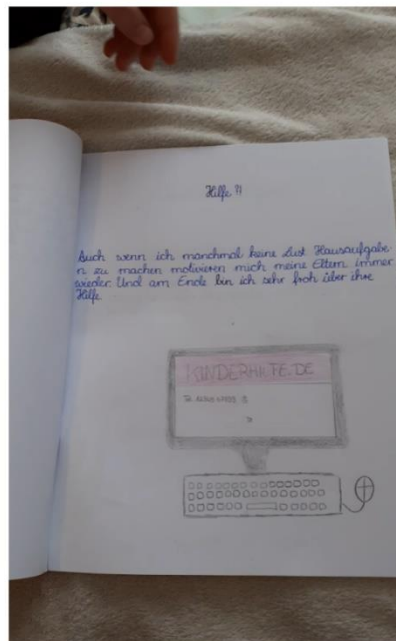 Hilfe ?!
Auch wenn ich manchmal keine Lust Hausaufgabe-
n zu machen motivieren mich meine Eltern immer
wieder. Und am Ende bin ich sehr froh über ihre
Hilfe
KINDERHILFE.DE
Tel.